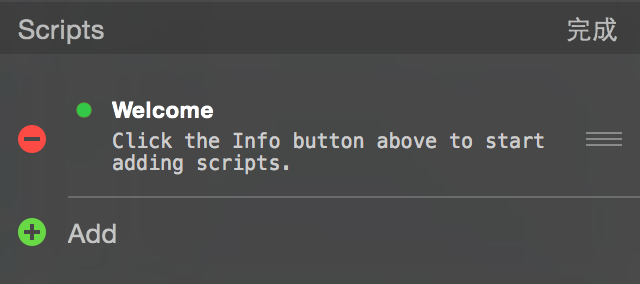 Scripts
完成
Welcome
Click the Info button above to start
adding scripts.
Add